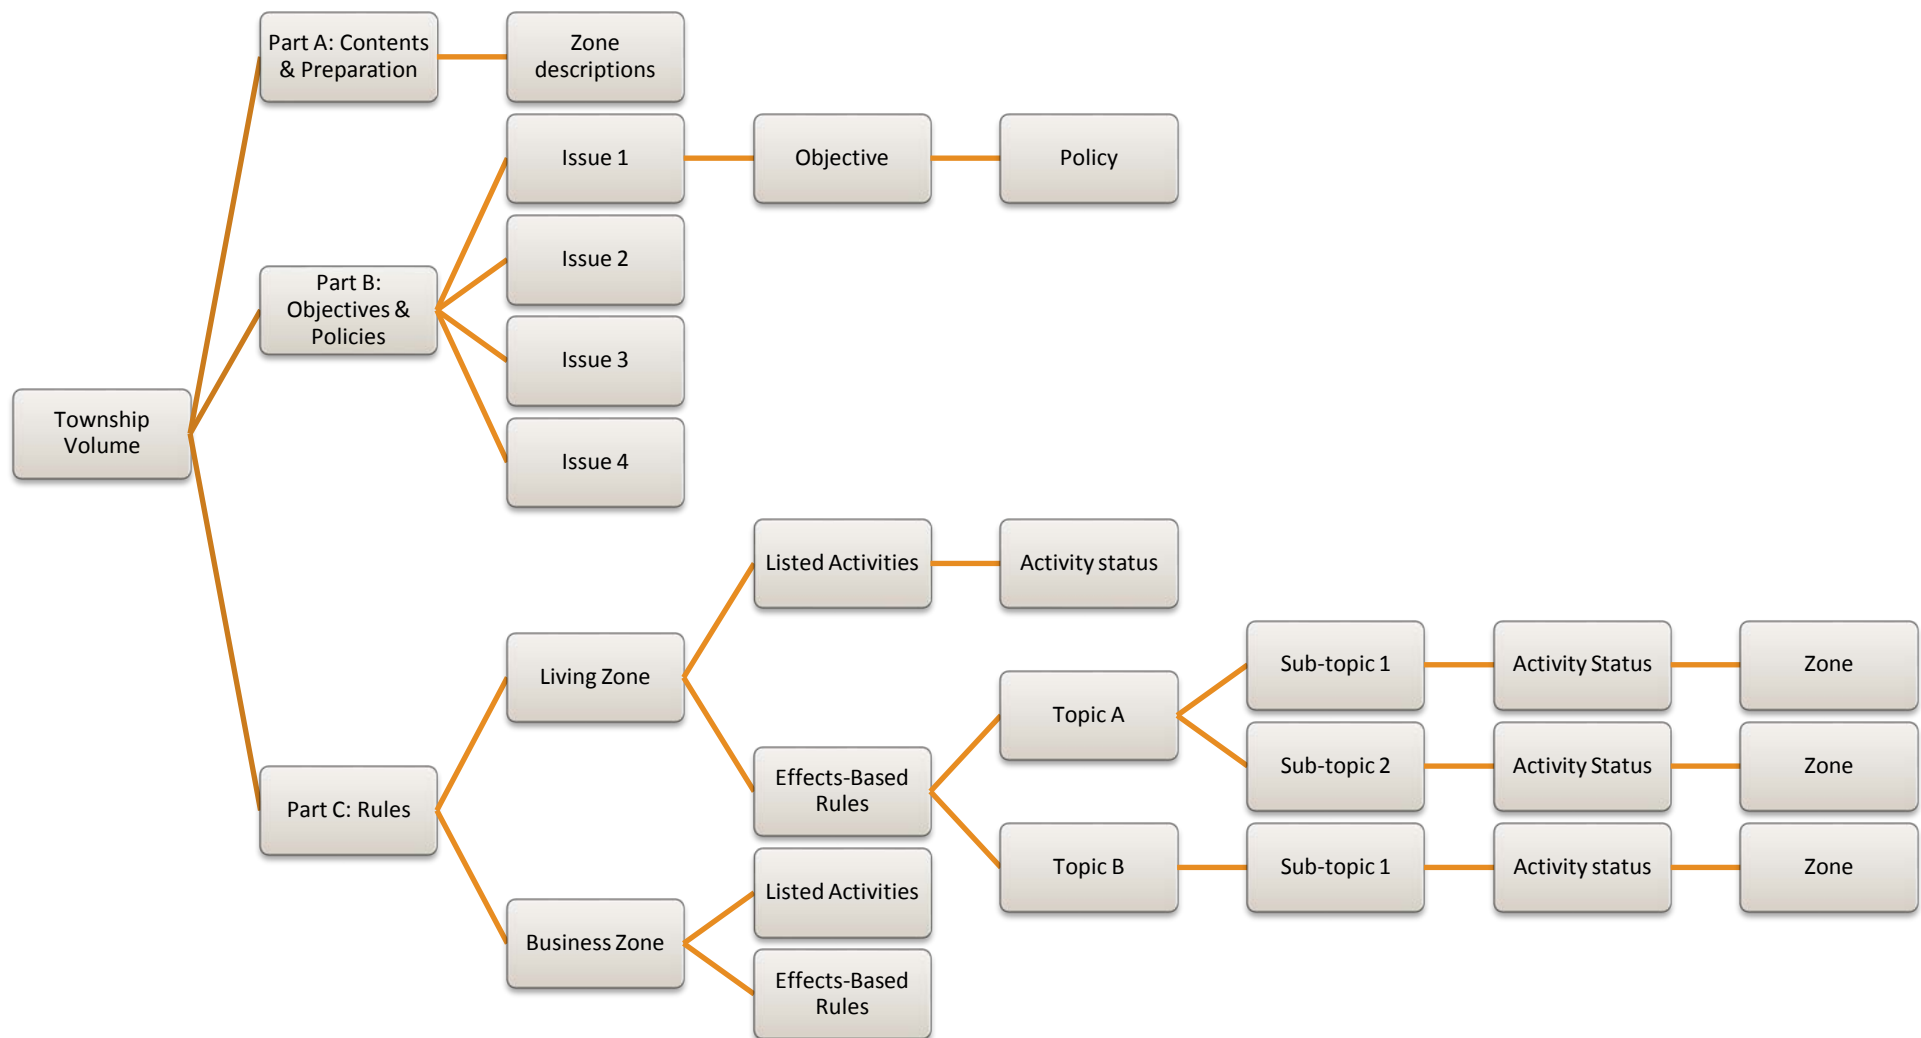 Part A: Contents
& Preparation
Zone
descriptions
Issue 1
Objective
Policy
Issue 2
Part B:
Objectives &
Policies
Issue 3
Township
Volume
Issue 4
Listed Activities
Activity status
Living Zone
Sub-topic 1
Activity Status
Zone
Topic A
Sub-topic 2
Activity Status
Zone
Effects-Based
Rules
Part C: Rules
Topic B
Sub-topic 1
Activity status
Zone
Listed Activities
Business Zone
Effects-Based
Rules